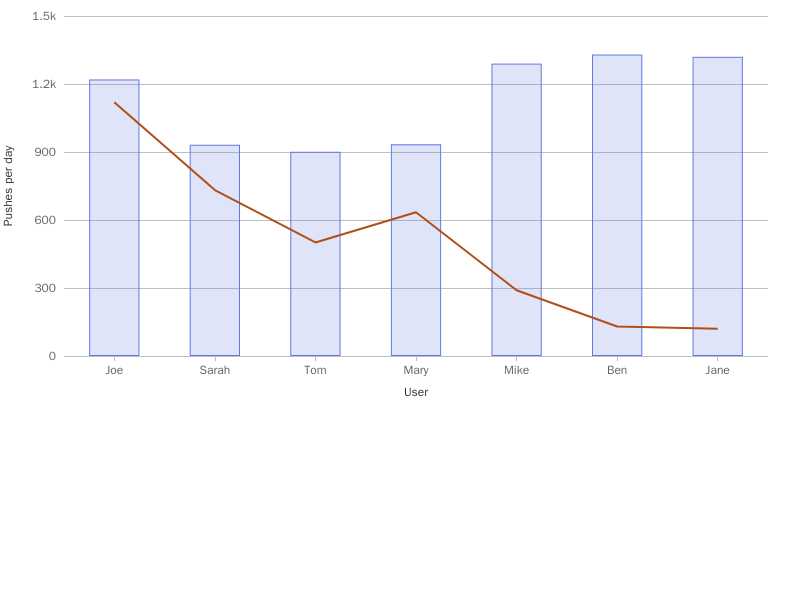 1.5k
1.2k
900
600
300
0
Pushes per day
Joe Sarah Tom Mary Mike Ben Jane
User